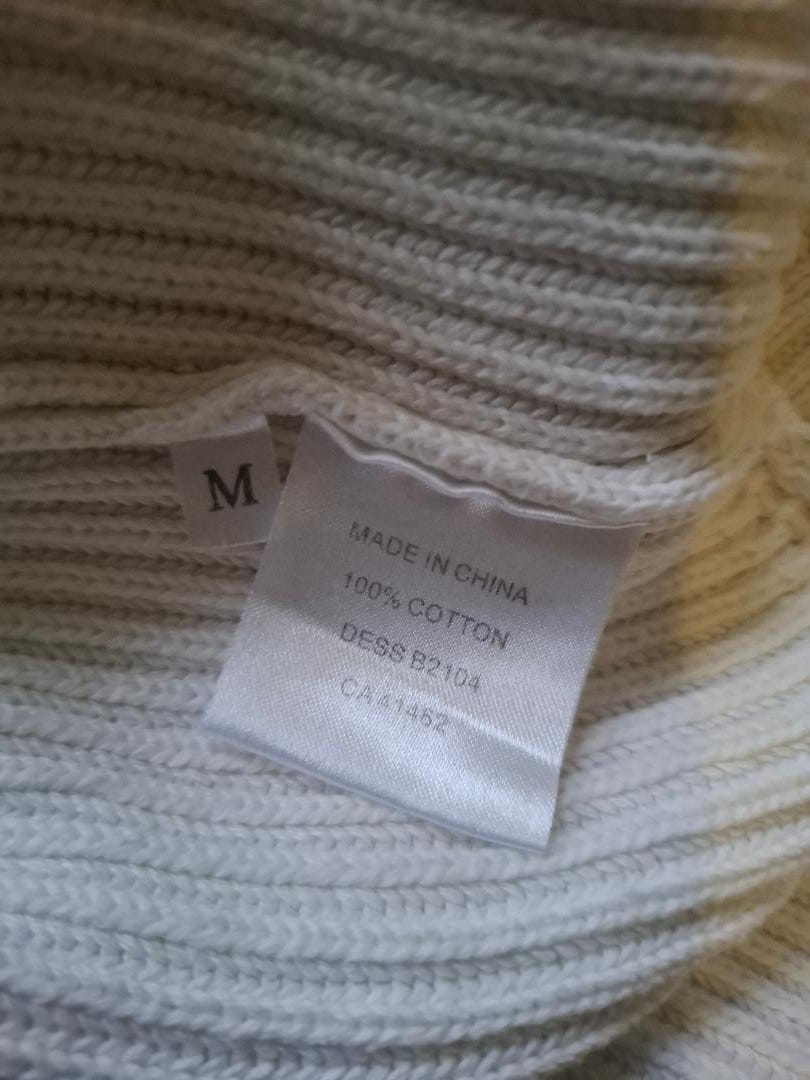 M
MADE IN CHINA
100% COTTON
DESS B2104
CA 41462